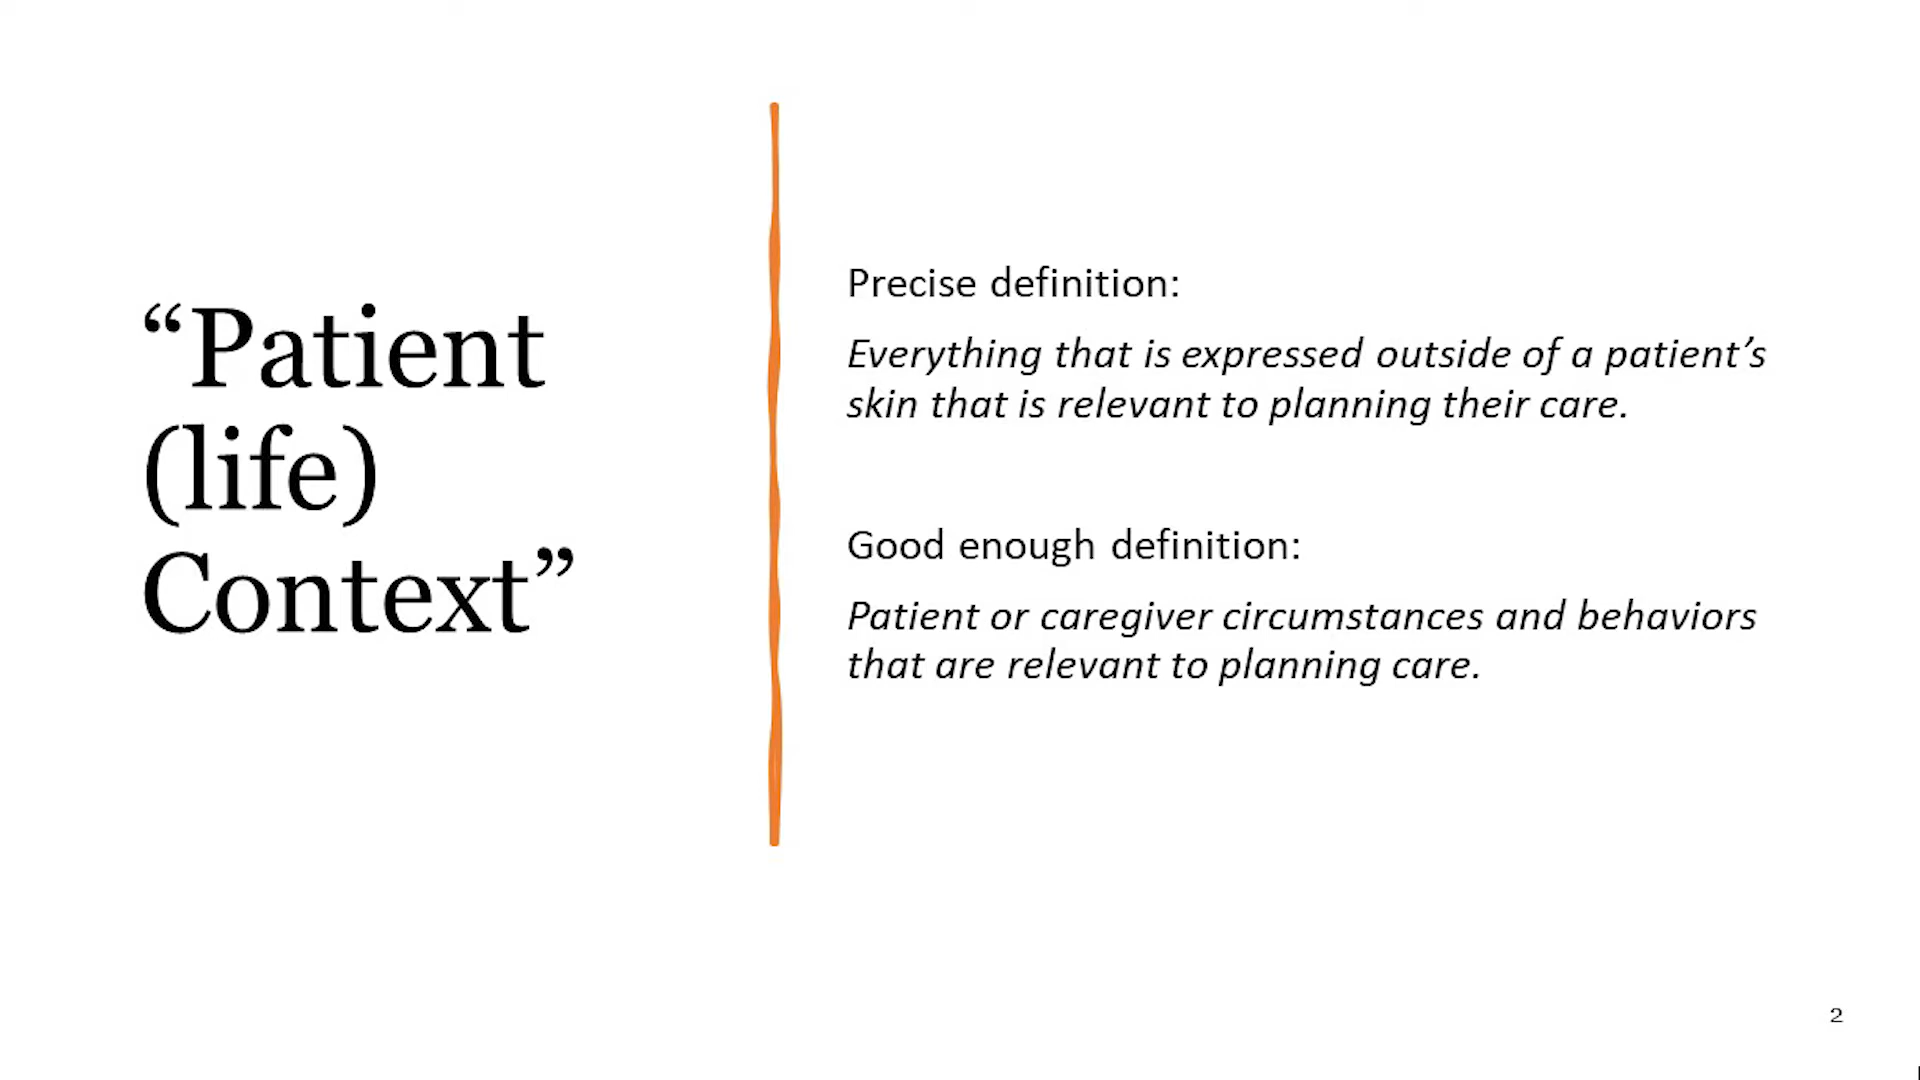 “Patient
(life)
Context”
Precise definition:
Everything that is expressed outside of a patient’s
skin that is relevant to planning their care.
Good enough definition:
Patient or caregiver circumstances and behaviors
that are relevant to planning care.
2